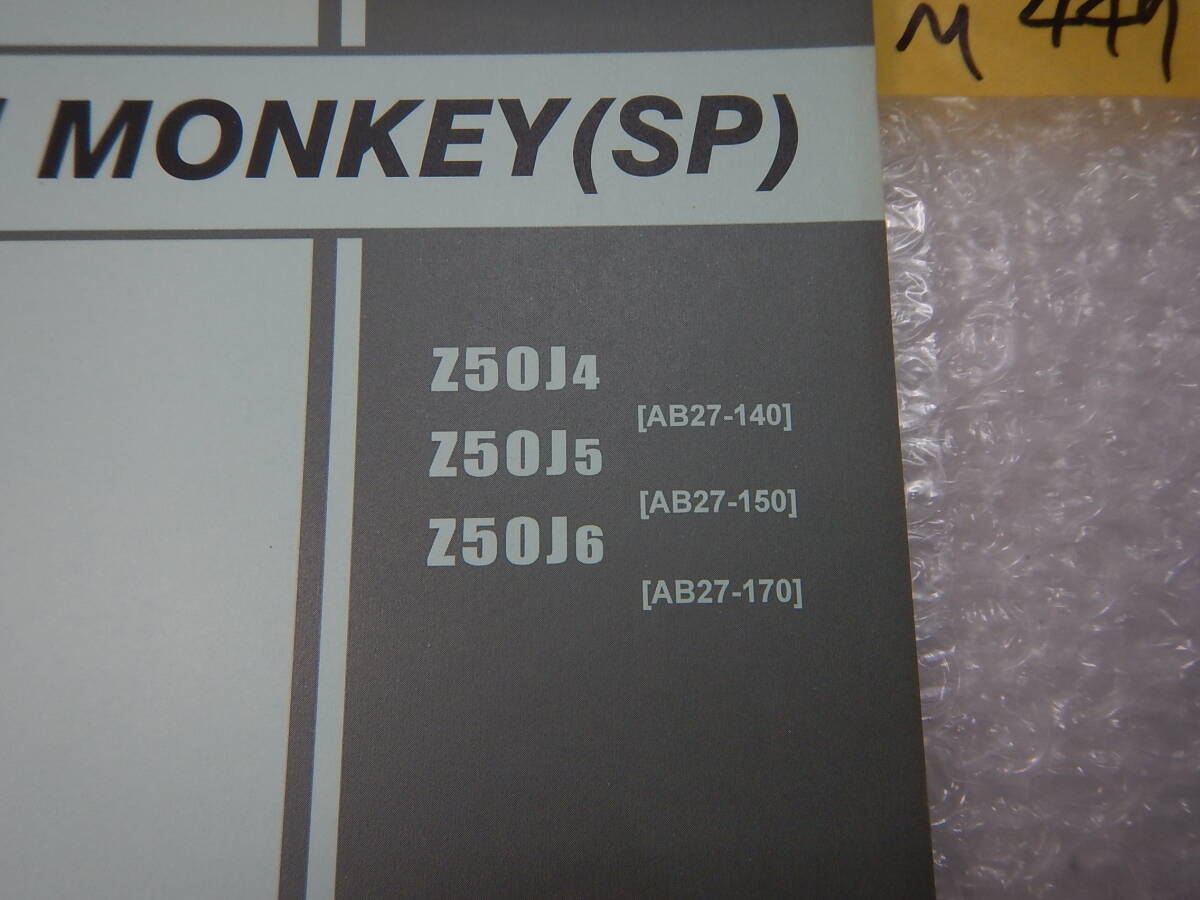 M 449
MONKEY(SP)
Z50J4
[AB27-140]
Z50J5
[AB27-150]
Z50J6
[AB27-170]